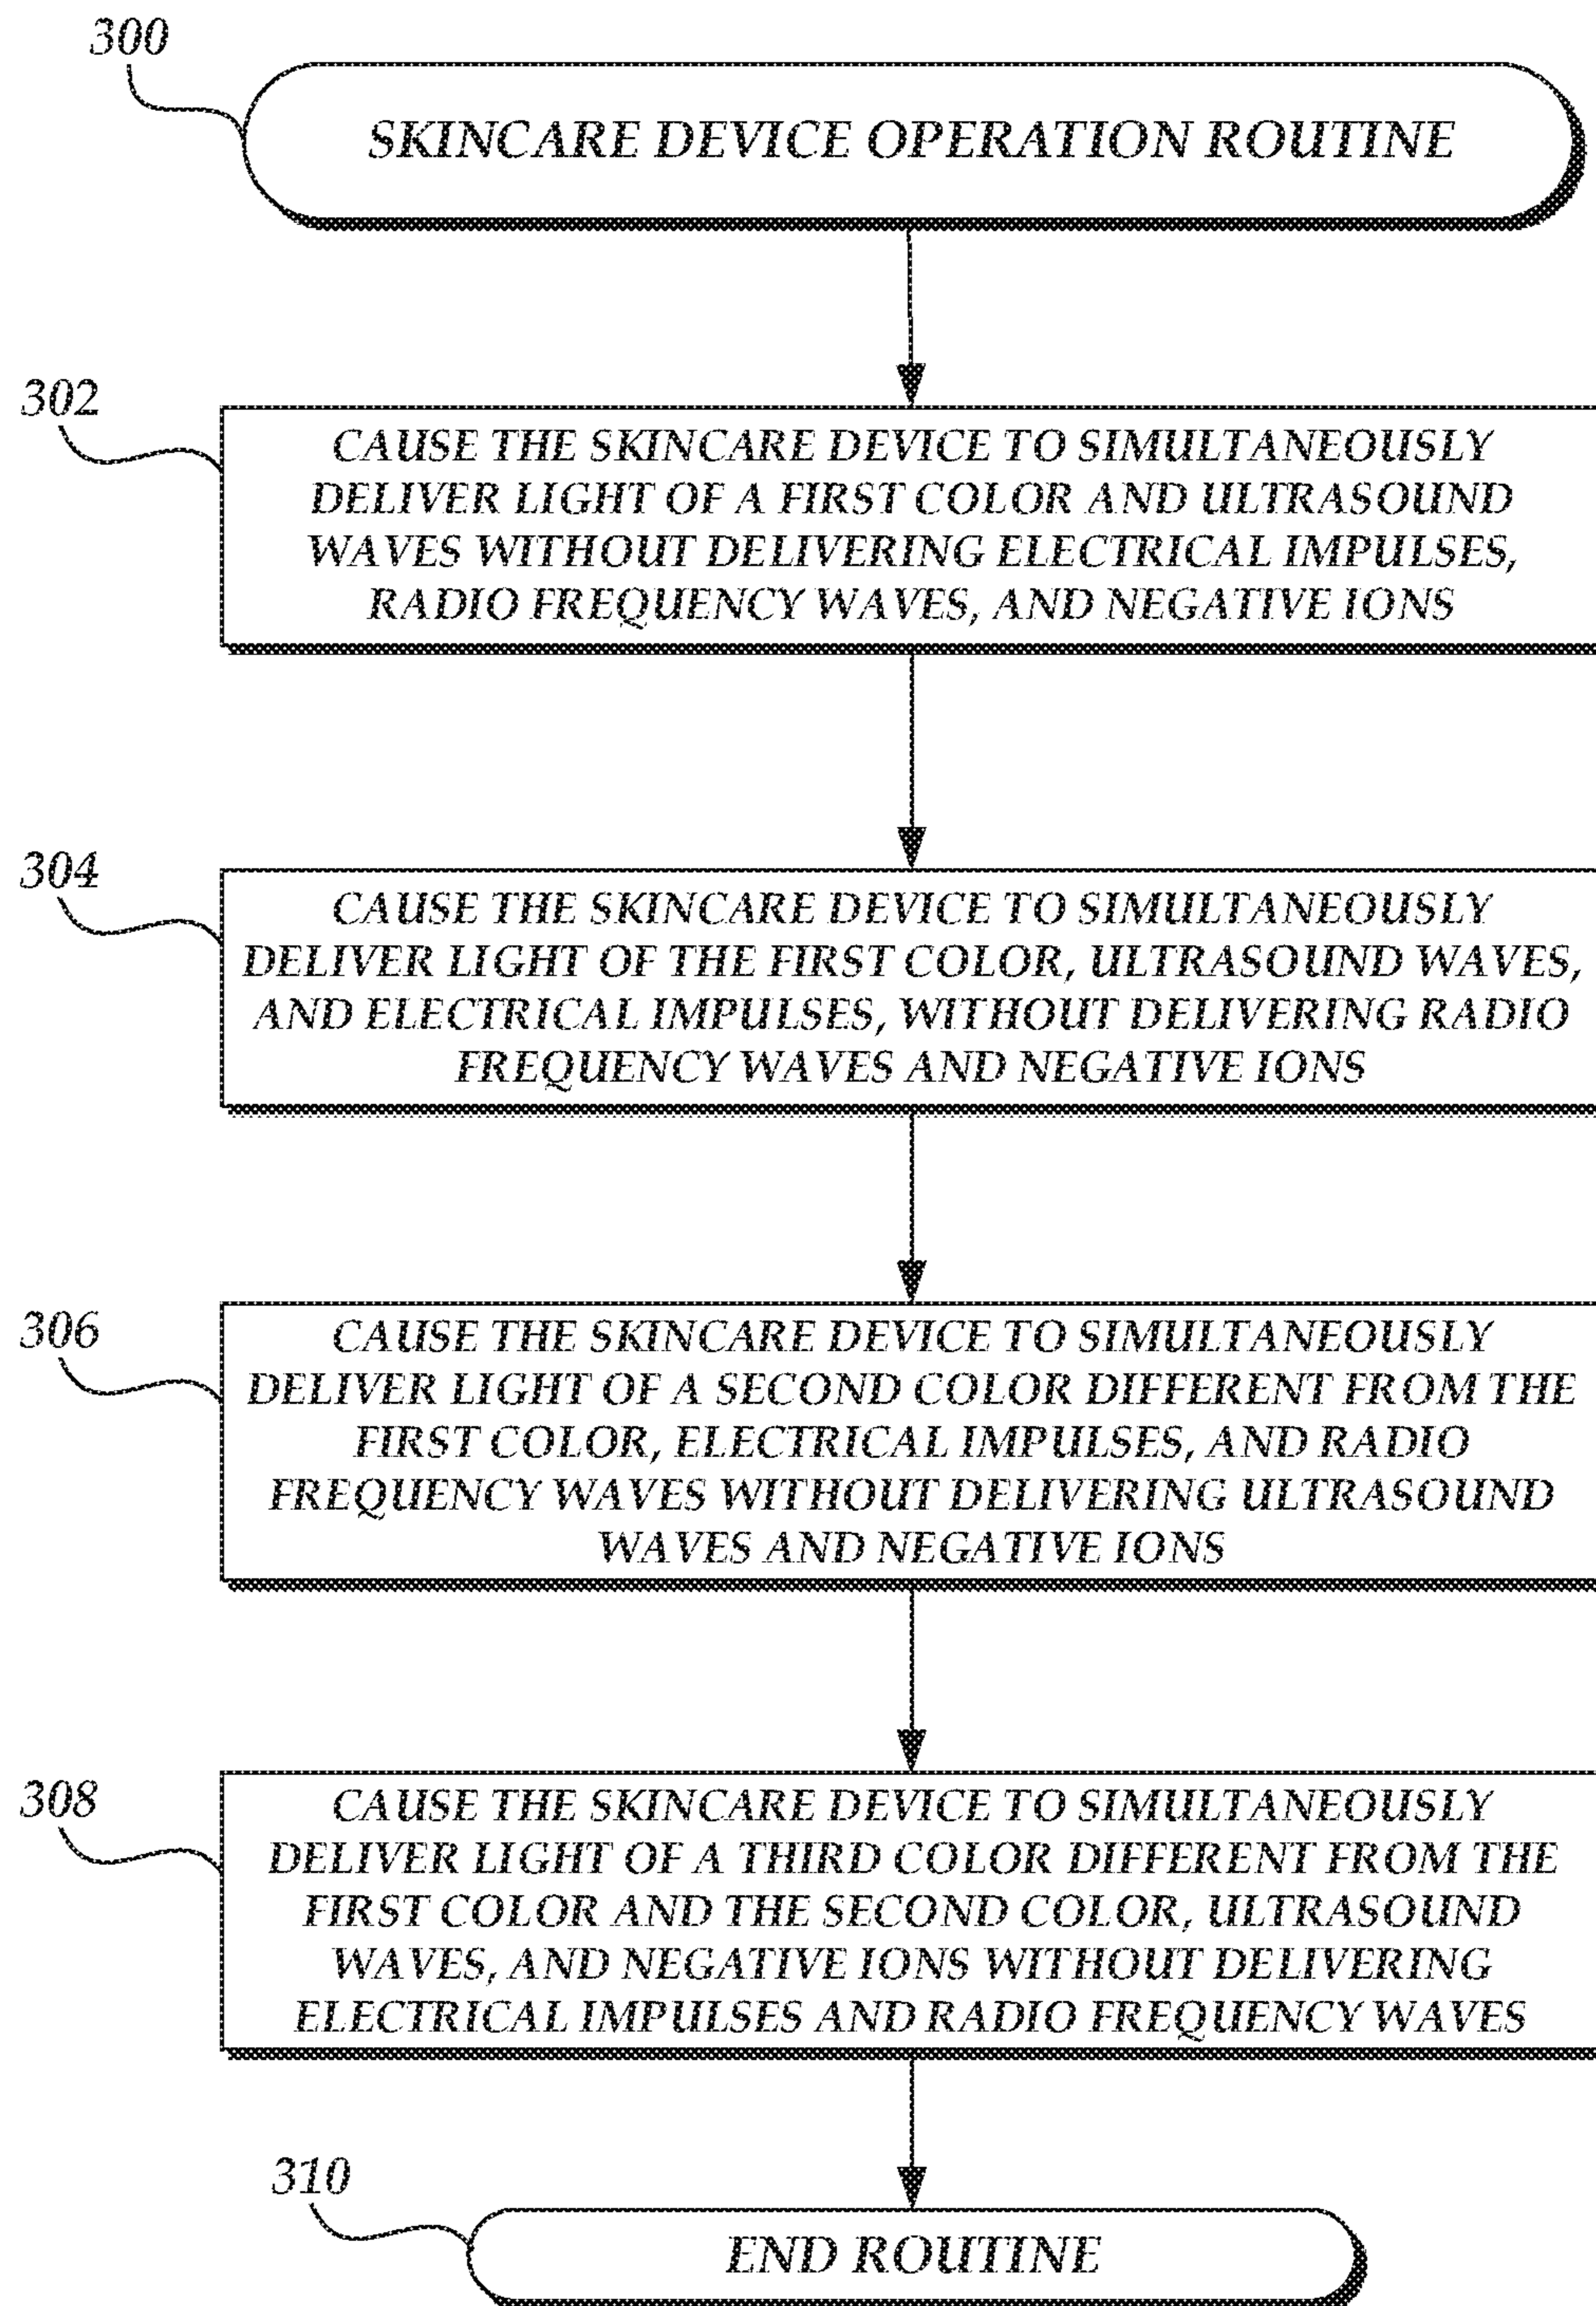 300
SKINCARE DEVICE OPERATION ROUTINE
302
CAUSE THE SKINCARE DEVICE TO SIMULTANEOUSLY
DELIVER LIGHT OF A FIRST COLOR AND ULTRASOUND
WAVES WITHOUT DELIVERING ELECTRICAL IMPULSES,
RADIO FREQUENCY WAVES, AND NEGATIVE IONS
304
CAUSE THE SKINCARE DEVICE TO SIMULTANEOUSLY
DELIVER LIGHT OF THE FIRST COLOR, ULTRASOUND WAVES,
AND ELECTRICAL IMPULSES, WITHOUT DELIVERING RADIO
FREQUENCY WAVES AND NEGATIVE IONS
306
CAUSE THE SKINCARE DEVICE TO SIMULTANEOUSLY
DELIVER LIGHT OF A SECOND COLOR DIFFERENT FROM THE
FIRST COLOR, ELECTRICAL IMPULSES, AND RADIO
FREQUENCY WAVES WITHOUT DELIVERING ULTRASOUND
WAVES AND NEGATIVE IONS
308
CAUSE THE SKINCARE DEVICE TO SIMULTANEOUSLY
DELIVER LIGHT OF A THIRD COLOR DIFFERENT FROM THE
FIRST COLOR AND THE SECOND COLOR, ULTRASOUND
WAVES, AND NEGATIVE IONS WITHOUT DELIVERING
ELECTRICAL IMPULSES AND RADIO FREQUENCY WAVES
310
END ROUTINE